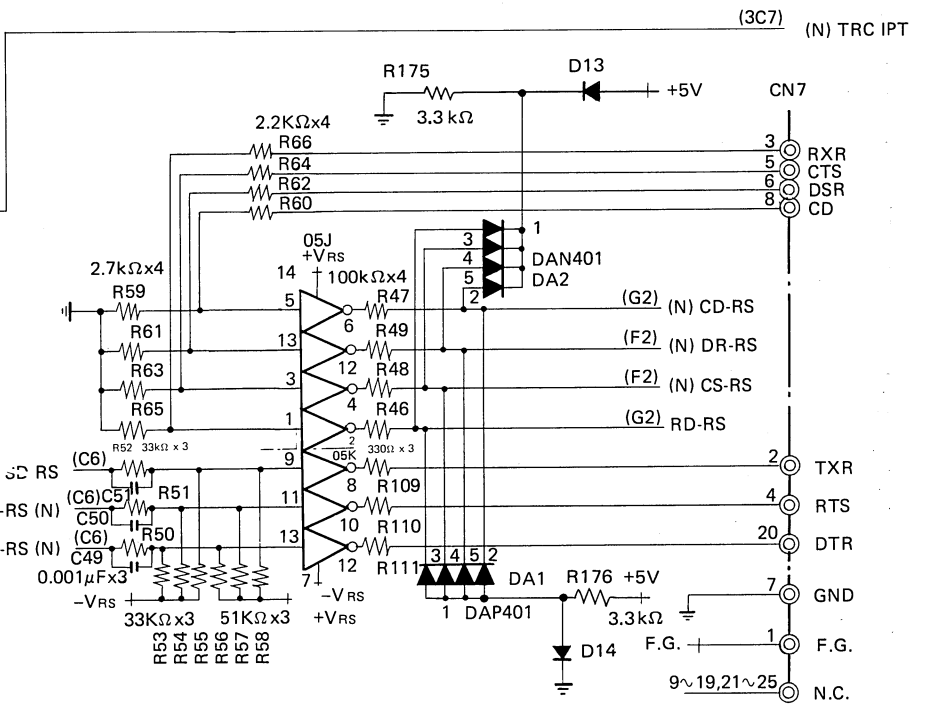 (3C7) (N) TRC IPT
R175 D13 +5V CN7
3.3 kΩ
2.2KΩx4
R66 3 RXR
R64 5 CTS
R62 6 DSR
R60 8 CD
1
3 DAN401
4 DA2
5
2
05J
+VRS
2.7kΩx4 14 100kΩx4
R59 5 6 R47 (G2) (N) CD-RS
R61 13 12 R49 (F2) (N) DR-RS
R63 3 4 R48 (F2) (N) CS-RS
R65 1 2 R46 (G2) RD-RS
R52 33kΩ x 3 05K 330Ω x 3
RS (C6) 9 8 R109 2 TXR
-RS (N) (C6) C51 R51 11 10 R110 4 RTS
C50
-RS (N) (C6) R50 13 12 R111 20 DTR
C49
0.001μFx3
3 4 5 2 DA1
1 DAP401
R176 +5V
3.3kΩ
7 -VRS
+VRS
-VRS
33KΩx3 51KΩx3
R53 R54 R55 R56 R57 R58
D14
7 GND
F.G. 1 F.G.
9~19,21~25 N.C.